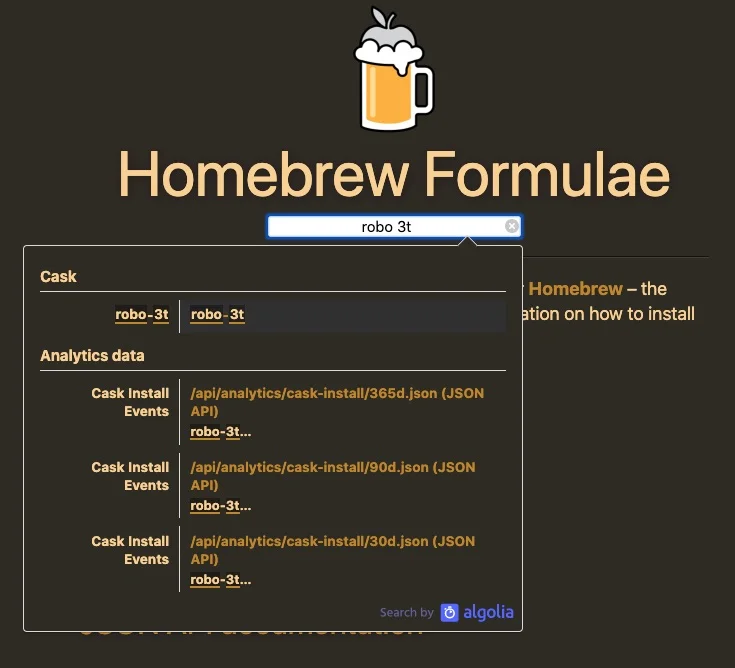 Homebrew Formulae
robo 3t
Homebrew – the
ation on how to install
Cask
robo-3t
robo-3t
Analytics data
Cask Install
Events
/api/analytics/cask-install/365d.json (JSON
API)
robo-3t...
Cask Install
Events
/api/analytics/cask-install/90d.json (JSON
API)
robo-3t...
Cask Install
Events
/api/analytics/cask-install/30d.json (JSON
API)
robo-3t...
Search by algolia